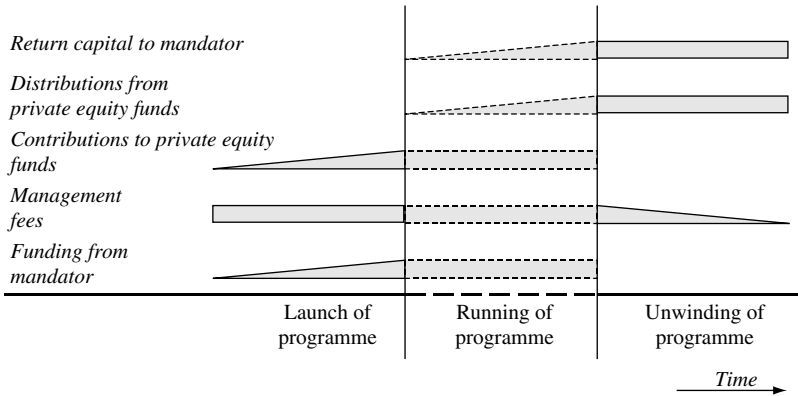 Return capital to mandator
Distributions from
private equity funds
Contributions to private equity
funds
Management
fees
Funding from
mandator
Launch of
programme
Running of
programme
Unwinding of
programme
Time